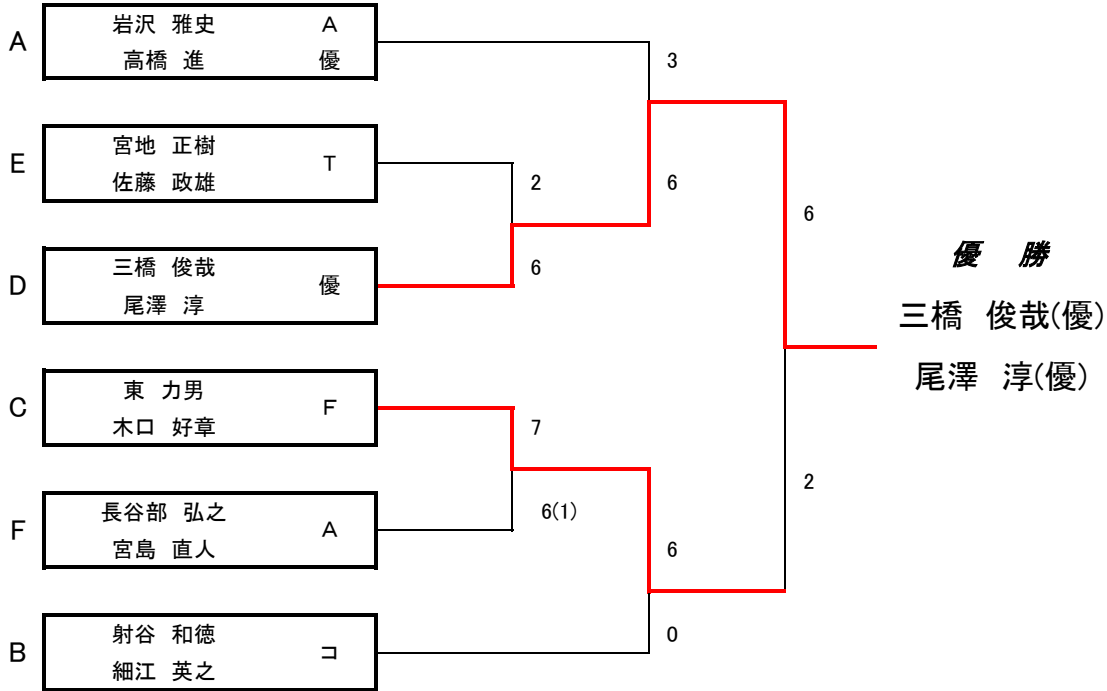 A
岩沢 雅史 A
高橋 進 優
3
E
宮地 正樹
佐藤 政雄
T
2
6
6
D
三橋 俊哉
尾澤 淳
優
6
優 勝
三橋 俊哉(優)
尾澤 淳(優)
C
東 力男
木口 好章
F
7
2
F
長谷部 弘之
宮島 直人
A
6(1)
6
B
射谷 和徳
細江 英之
コ
0